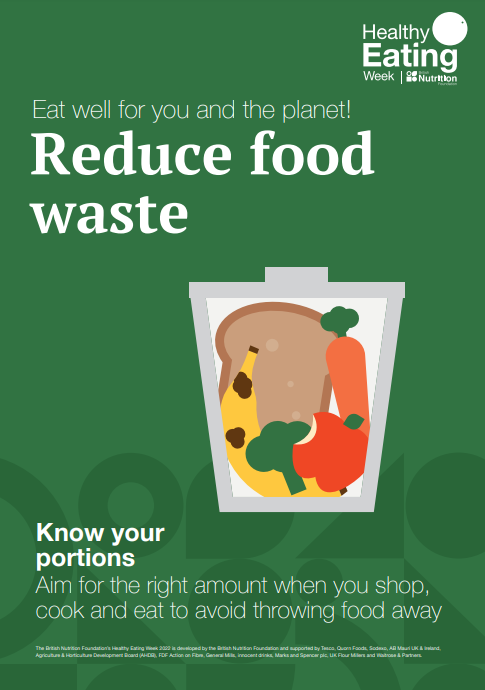 Healthy
Eating
Week
British
Nutrition
Foundation
Eat well for you and the planet!
Reduce food
waste
Know your
portions
Aim for the right amount when you shop,
cook and eat to avoid throwing food away
The British Nutrition Foundation's Healthy Eating Week 2022 is developed by the British Nutrition Foundation and supported by Tesco, Quorn Foods, Sodexo, AB Mauri UK & Ireland,
Agriculture & Horticulture Development Board (AHDB), FDF Action on Fibre, General Mills, innocent drinks, Marks and Spencer plc, UK Flour Millers and Waitrose & Partners.